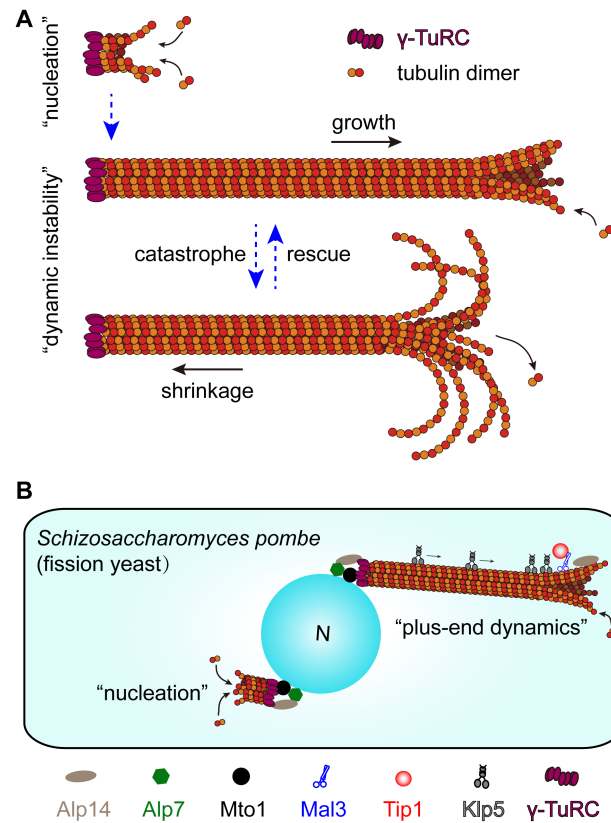 A
"nucleation"
γ-TuRC
tubulin dimer
growth
"dynamic instability"
catastrophe
rescue
shrinkage
B
Schizosaccharomyces pombe
(fission yeast）
N
"plus-end dynamics"
"nucleation"
Alp14 Alp7 Mto1 Mal3 Tip1 Klp5 γ-TuRC